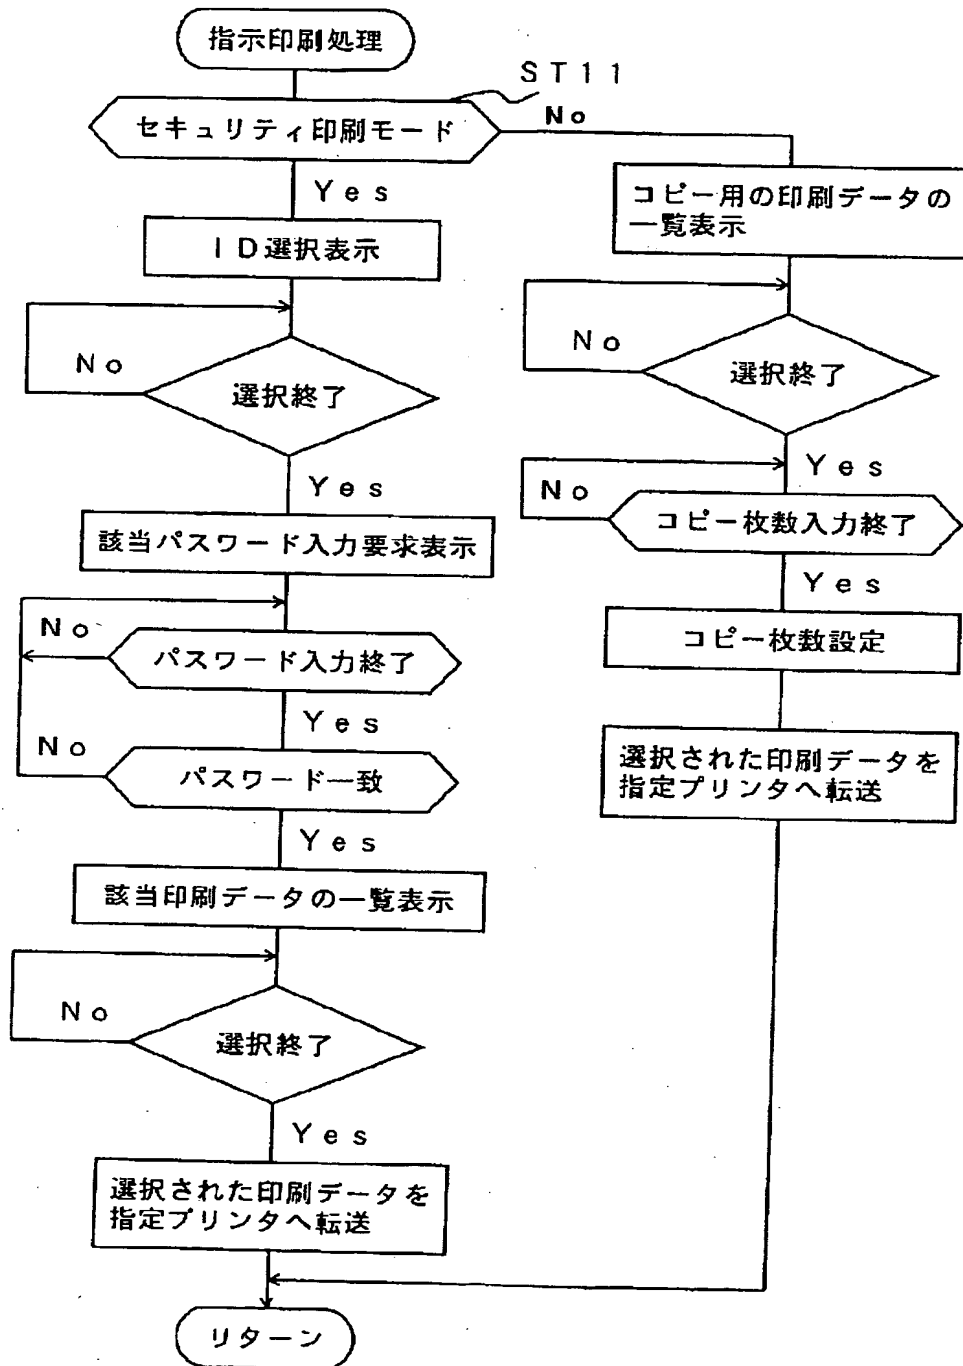 指示印刷処理
ST11
セキュリティ印刷モード
No
Yes
コピー用の印刷データの
一覧表示
ID選択表示
No
選択終了
No
選択終了
Yes
Yes
No
コピー枚数入力終了
該当パスワード入力要求表示
Yes
No
パスワード入力終了
コピー枚数設定
Yes
No
パスワード一致
選択された印刷データを
指定プリンタへ転送
Yes
該当印刷データの一覧表示
No
選択終了
Yes
選択された印刷データを
指定プリンタへ転送
リターン